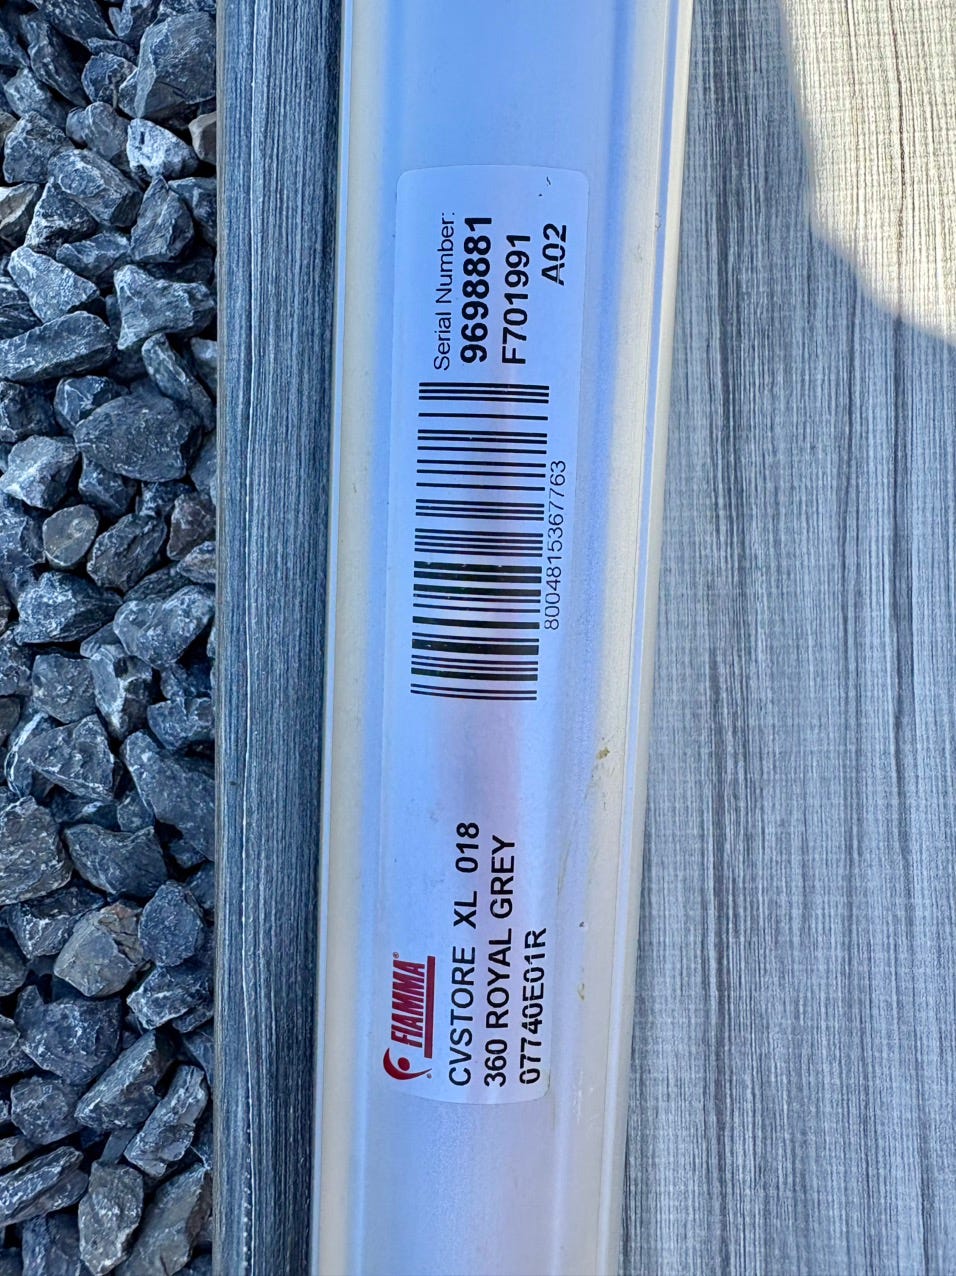 FIAMMA
CVSTORE XL 018
360 ROYAL GREY
07740E01R
8004815367763
Serial Number:
9698881
F701991
A02